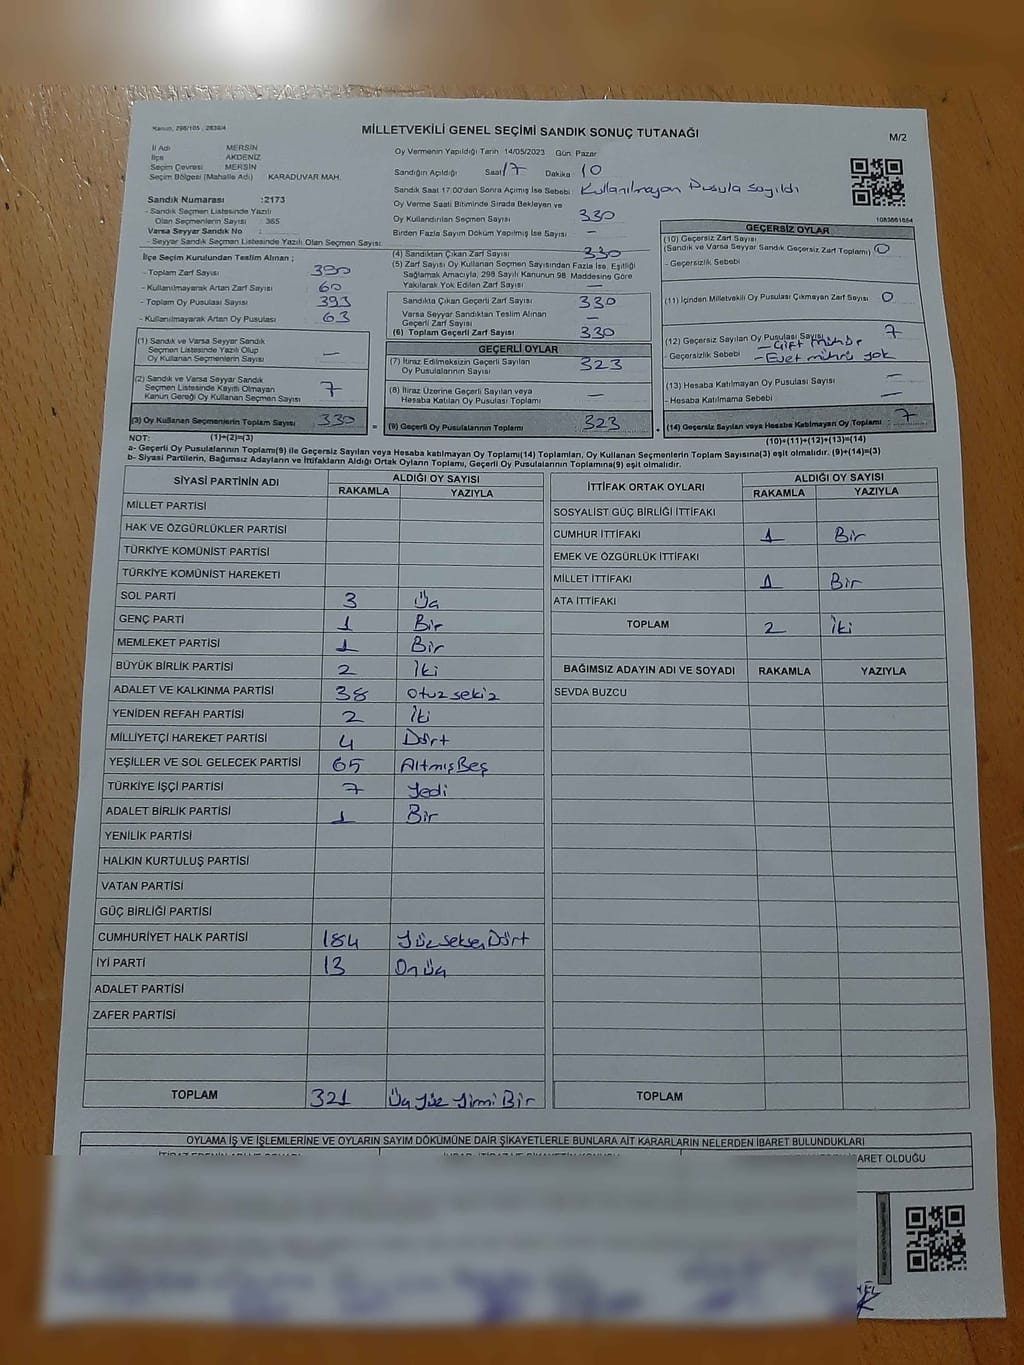 Kanun, 298/105 , 2839/4
MİLLETVEKİLİ GENEL SEÇİMİ SANDIK SONUÇ TUTANAĞI
M/2
İl Adı MERSİN
İlçe AKDENİZ
Seçim Çevresi MERSİN
Seçim Bölgesi (Mahalle Adı) KARADUVAR MAH.
Sandık Numarası :2173
- Sandık Seçmen Listesinde Yazılı
Olan Seçmenlerin Sayısı : 365
Varsa Seyyar Sandık No :
- Seyyar Sandık Seçmen Listesinde Yazılı Olan Seçmen Sayısı:
İlçe Seçim Kurulundan Teslim Alınan ;
- Toplam Zarf Sayısı 390
- Kullanılmayarak Artan Zarf Sayısı 60
- Toplam Oy Pusulası Sayısı 393
- Kullanılmayarak Artan Oy Pusulası 63
(1) Sandık ve Varsa Seyyar Sandık
Seçmen Listesinde Yazılı Olup
Oy Kullanan Seçmenlerin Sayısı —
(2) Sandık ve Varsa Seyyar Sandık
Seçmen Listesinde Kayıtlı Olmayan
Kanun Gereği Oy Kullanan Seçmen Sayısı 7
(3) Oy Kullanan Seçmenlerin Toplam Sayısı 330
Oy Vermenin Yapıldığı Tarih 14/05/2023 Gün: Pazar
Sandığın Açıldığı Saat 17 Dakika 10
Sandık Saat 17.00'den Sonra Açımış İse Sebebi Kullanılmayan Pusula sayıldı
Oy Verme Saati Bitiminde Sırada Bekleyen ve
Oy Kullandırılan Seçmen Sayısı 330
Birden Fazla Sayım Döküm Yapılmış İse Sayısı —
(4) Sandıktan Çıkan Zarf Sayısı 330
(5) Zarf Sayısı Oy Kullanan Seçmen Sayısından Fazla İse, Eşitliği
Sağlamak Amacıyla, 298 Sayılı Kanunun 98. Maddesine Göre
Yakılarak Yok Edilen Zarf Sayısı —
Sandıkta Çıkan Geçerli Zarf Sayısı 330
Varsa Seyyar Sandıktan Teslim Alınan
Geçerli Zarf Sayısı —
(6) Toplam Geçerli Zarf Sayısı 330
GEÇERLİ OYLAR
(7) İtiraz Edilmeksizin Geçerli Sayılan
Oy Pusulalarının Sayısı 323
(8) İtiraz Üzerine Geçerli Sayılan veya
Hesaba Katılan Oy Pusulası Toplamı —
= (9) Geçerli Oy Pusulalarının Toplamı 323
1083661654
GEÇERSİZ OYLAR
(10) Geçersiz Zarf Sayısı
(Sandık ve Varsa Seyyar Sandık Geçersiz Zarf Toplamı) 0
- Geçersizlik Sebebi
(11) İçinden Milletvekili Oy Pusulası Çıkmayan Zarf Sayısı 0
(12) Geçersiz Sayılan Oy Pusulası Sayısı 7
– Çift mühür
- Geçersizlik Sebebi – Evet mührü yok
(13) Hesaba Katılmayan Oy Pusulası Sayısı —
- Hesaba Katılmama Sebebi —
+ (14) Geçersiz Sayılan veya Hesaba Katılmayan Oy Toplamı : 7
NOT: (1)+(2)=(3) (10)+(11)+(12)+(13)=(14)
a- Geçerli Oy Pusulalarının Toplamı(9) ile Geçersiz Sayılan veya Hesaba katılmayan Oy Toplamı(14) Toplamları, Oy Kullanan Seçmenlerin Toplam Sayısına(3) eşit olmalıdır. (9)+(14)=(3)
b- Siyasi Partilerin, Bağımsız Adayların ve İttifakların Aldığı Ortak Oyların Toplamı, Geçerli Oy Pusulalarının Toplamına(9) eşit olmalıdır.
SİYASİ PARTİNİN ADI ALDIĞI OY SAYISI
RAKAMLA YAZIYLA
MİLLET PARTİSİ
HAK VE ÖZGÜRLÜKLER PARTİSİ
TÜRKİYE KOMÜNİST PARTİSİ
TÜRKİYE KOMÜNİST HAREKETİ
SOL PARTİ 3 Üç
GENÇ PARTİ 1 Bir
MEMLEKET PARTİSİ 1 Bir
BÜYÜK BİRLİK PARTİSİ 2 İki
ADALET VE KALKINMA PARTİSİ 38 Otuzsekiz
YENİDEN REFAH PARTİSİ 2 İki
MİLLİYETÇİ HAREKET PARTİSİ 4 Dört
YEŞİLLER VE SOL GELECEK PARTİSİ 65 AltmışBeş
TÜRKİYE İŞÇİ PARTİSİ 7 Yedi
ADALET BİRLİK PARTİSİ 1 Bir
YENİLİK PARTİSİ
HALKIN KURTULUŞ PARTİSİ
VATAN PARTİSİ
GÜÇ BİRLİĞİ PARTİSİ
CUMHURİYET HALK PARTİSİ 184 YüzseksenDört
İYİ PARTİ 13 OnÜç
ADALET PARTİSİ
ZAFER PARTİSİ
TOPLAM 321 ÜçYüzYirmiBir
İTTİFAK ORTAK OYLARI ALDIĞI OY SAYISI
RAKAMLA YAZIYLA
SOSYALİST GÜÇ BİRLİĞİ İTTİFAKI
CUMHUR İTTİFAKI 1 Bir
EMEK VE ÖZGÜRLÜK İTTİFAKI
MİLLET İTTİFAKI 1 Bir
ATA İTTİFAKI
TOPLAM 2 İki
BAĞIMSIZ ADAYIN ADI VE SOYADI RAKAMLA YAZIYLA
SEVDA BUZCU
TOPLAM
OYLAMA İŞ VE İŞLEMLERİNE VE OYLARIN SAYIM DÖKÜMÜNE DAİR ŞİKAYETLERLE BUNLARA AİT KARARLARIN NELERDEN İBARET BULUNDUKLARI
BARET OLDUĞU